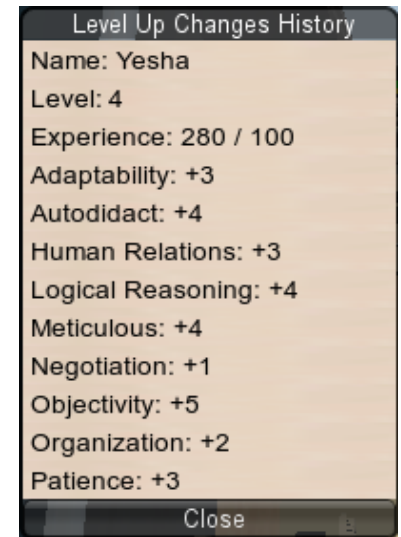 Level Up Changes History
Name: Yesha
Level: 4
Experience: 280 / 100
Adaptability: +3
Autodidact: +4
Human Relations: +3
Logical Reasoning: +4
Meticulous: +4
Negotiation: +1
Objectivity: +5
Organization: +2
Patience: +3
Close